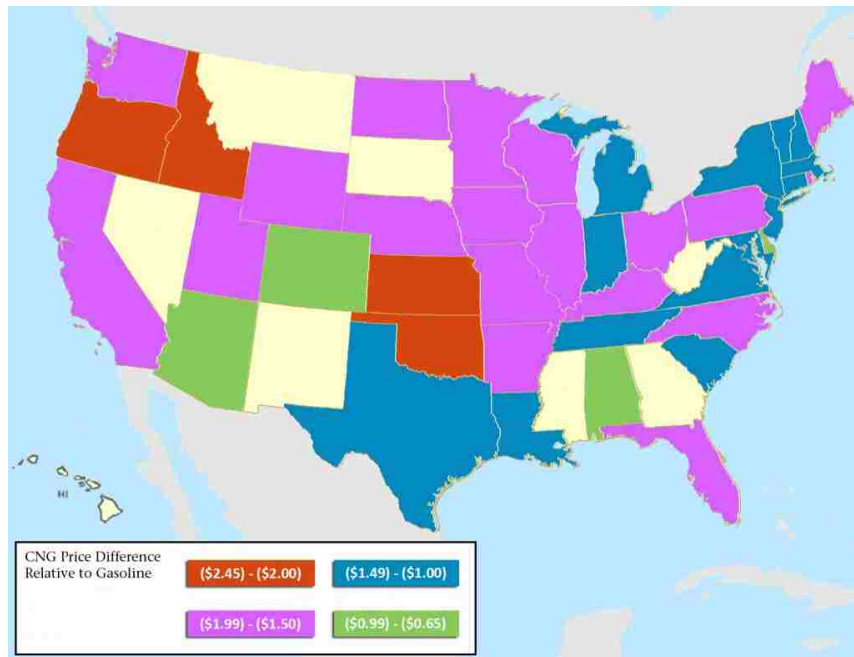 HI
CNG Price Difference
Relative to Gasoline
($2.45) - ($2.00)
($1.49) - ($1.00)
($1.99) - ($1.50)
($0.99) - ($0.65)